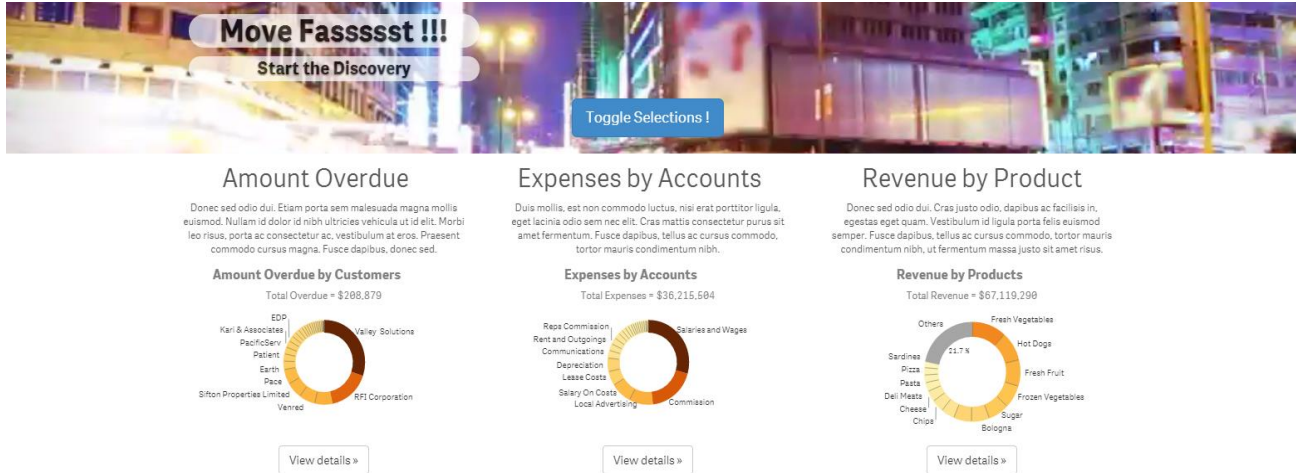 Move Fassssst !!!
Start the Discovery
Toggle Selections !
Amount Overdue
Donec sed odio dui. Etiam porta sem malesuada magna mollis
euismod. Nullam id dolor id nibh ultricies vehicula ut id elit. Morbi
leo risus, porta ac consectetur ac, vestibulum at eros. Praesent
commodo cursus magna. Fusce dapibus, donec sed.
Amount Overdue by Customers
Total Overdue = $208,879
EDP
Kari & Associates
PacificServ
Patient
Earth
Pace
Sifton Properties Limited
Venred
Valley Solutions
RFI Corporation
View details »
Expenses by Accounts
Duis mollis, est non commodo luctus, nisi erat porttitor ligula,
eget lacinia odio sem nec elit. Cras mattis consectetur purus sit
amet fermentum. Fusce dapibus, tellus ac cursus commodo,
tortor mauris condimentum nibh.
Expenses by Accounts
Total Expenses = $36,215,504
Reps Commission
Rent and Outgoings
Communications
Depreciation
Lease Costs
Salary On Costs
Local Advertising
Salaries and Wages
Commission
View details »
Revenue by Product
Donec sed odio dui. Cras justo odio, dapibus ac facilisis in,
egestas eget quam. Vestibulum id ligula porta felis euismod
semper. Fusce dapibus, tellus ac cursus commodo, tortor mauris
condimentum nibh, ut fermentum massa justo sit amet risus.
Revenue by Products
Total Revenue = $67,119,290
Others
21.7 %
Sardines
Pizza
Pasta
Deli Meats
Cheese
Chips
Fresh Vegetables
Hot Dogs
Fresh Fruit
Frozen Vegetables
Sugar
Bologna
View details »